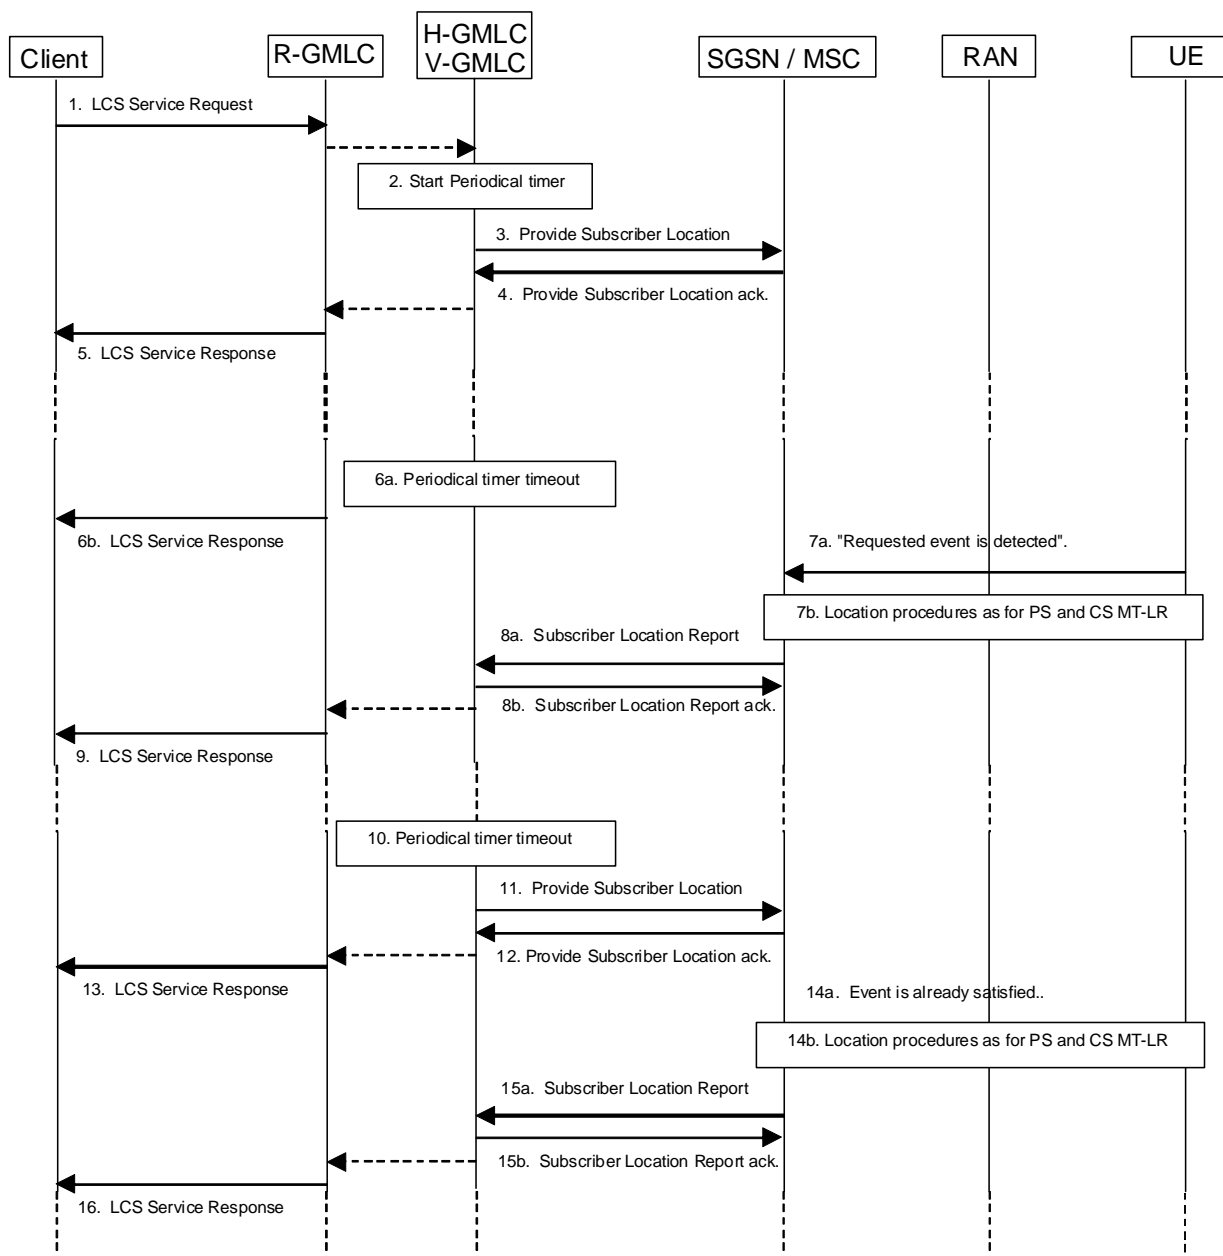 Client
R-GMLC
H-GMLC
V-GMLC
SGSN / MSC
RAN
UE
1. LCS Service Request
2. Start Periodical timer
3. Provide Subscriber Location
4. Provide Subscriber Location ack.
5. LCS Service Response
6a. Periodical timer timeout
6b. LCS Service Response
7a. "Requested event is detected".
7b. Location procedures as for PS and CS MT-LR
8a. Subscriber Location Report
8b. Subscriber Location Report ack.
9. LCS Service Response
10. Periodical timer timeout
11. Provide Subscriber Location
12. Provide Subscriber Location ack.
13. LCS Service Response
14a. Event is already satisfied..
14b. Location procedures as for PS and CS MT-LR
15a. Subscriber Location Report
15b. Subscriber Location Report ack.
16. LCS Service Response